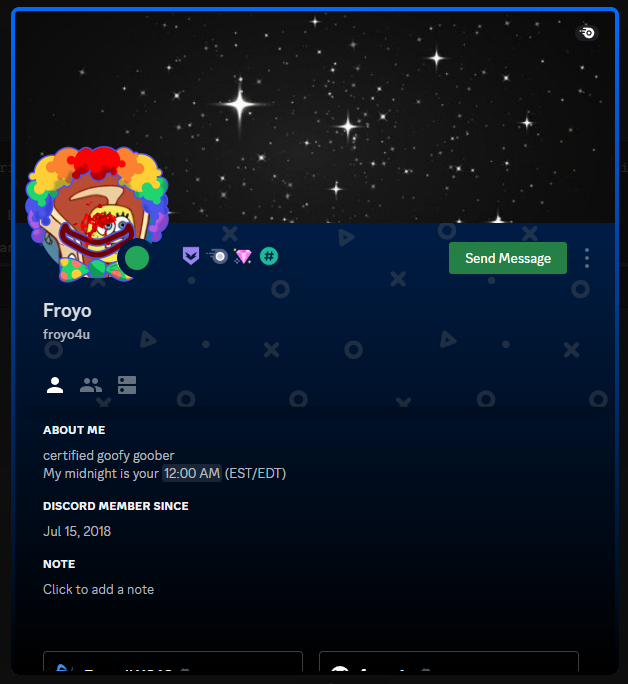 Send Message
Froyo
froyo4u
ABOUT ME
certified goofy goober
My midnight is your 12:00 AM (EST/EDT)
DISCORD MEMBER SINCE
Jul 15, 2018
NOTE
Click to add a note